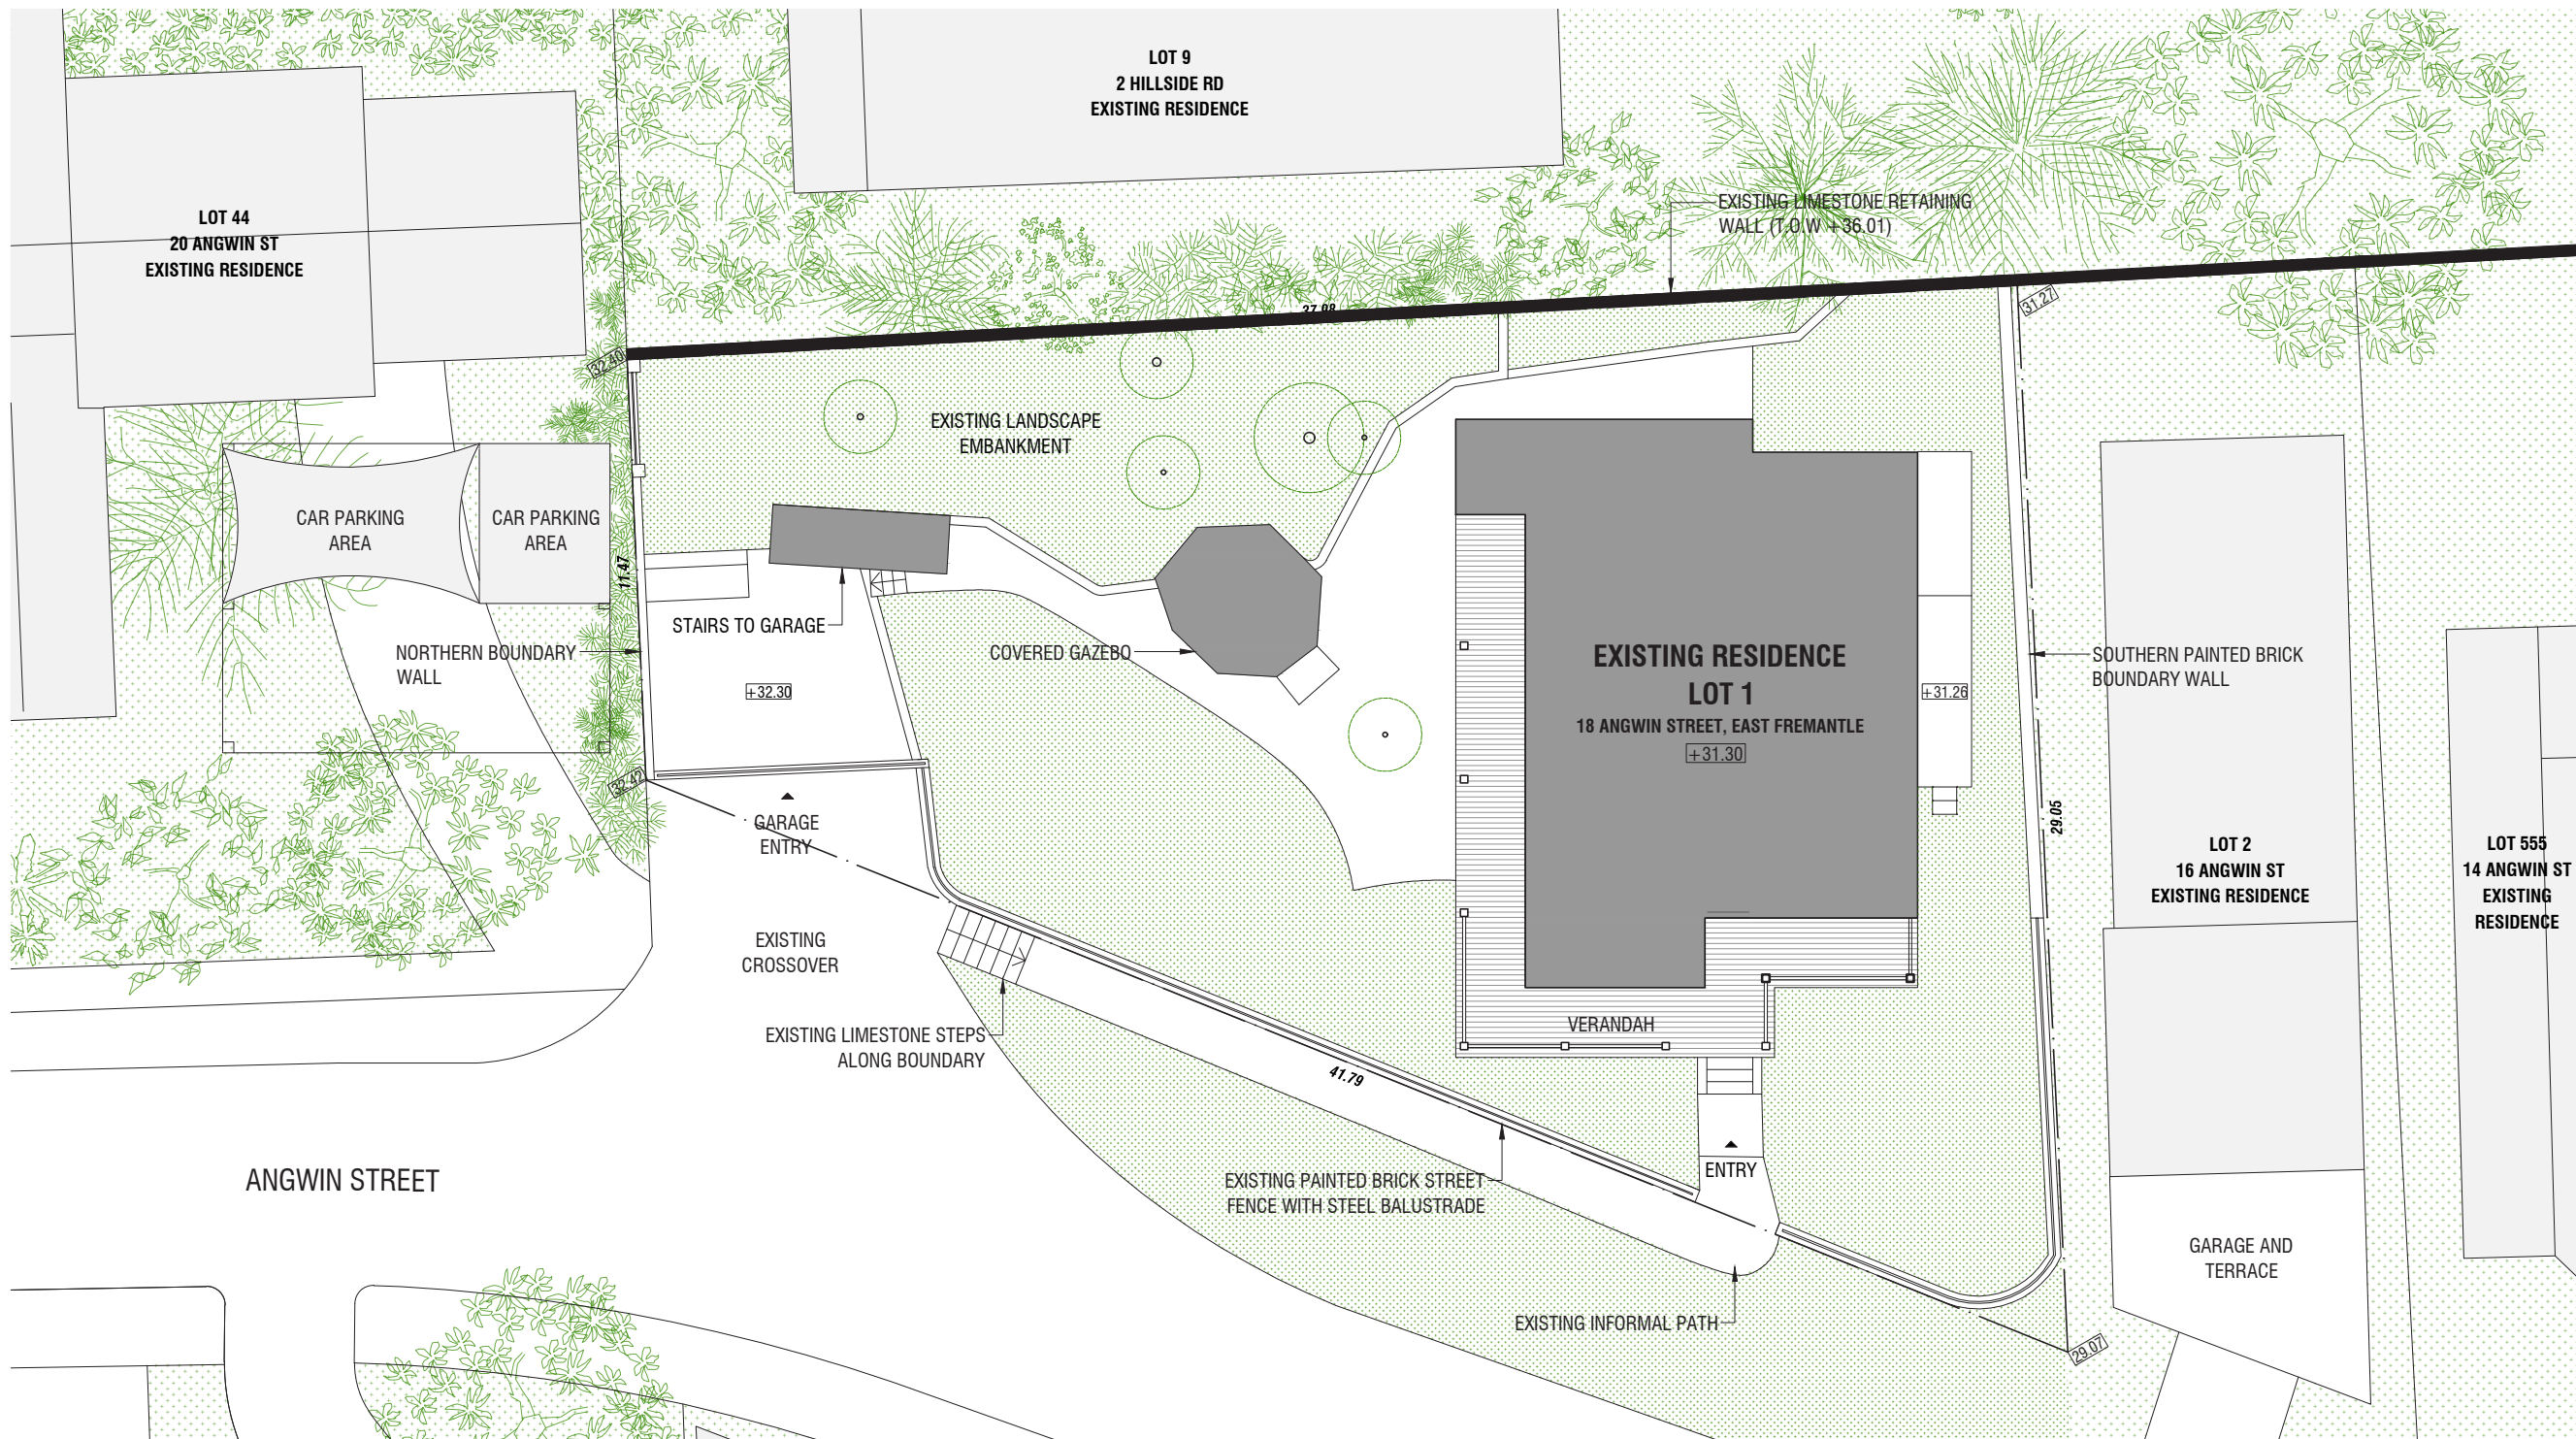 LOT 9
2 HILLSIDE RD
EXISTING RESIDENCE
LOT 44
20 ANGWIN ST
EXISTING RESIDENCE
EXISTING LIMESTONE RETAINING
WALL (T.O.W +36.01)
37.98
31.27
32.40
EXISTING LANDSCAPE
EMBANKMENT
CAR PARKING
AREA
CAR PARKING
AREA
11.47
STAIRS TO GARAGE
NORTHERN BOUNDARY
WALL
COVERED GAZEBO
+32.30
EXISTING RESIDENCE
LOT 1
18 ANGWIN STREET, EAST FREMANTLE
+31.30
+31.26
SOUTHERN PAINTED BRICK
BOUNDARY WALL
32.42
GARAGE
ENTRY
29.05
LOT 2
16 ANGWIN ST
EXISTING RESIDENCE
LOT 555
14 ANGWIN ST
EXISTING
RESIDENCE
EXISTING
CROSSOVER
EXISTING LIMESTONE STEPS
ALONG BOUNDARY
VERANDAH
41.79
ANGWIN STREET
EXISTING PAINTED BRICK STREET
FENCE WITH STEEL BALUSTRADE
ENTRY
GARAGE AND
TERRACE
EXISTING INFORMAL PATH
29.07